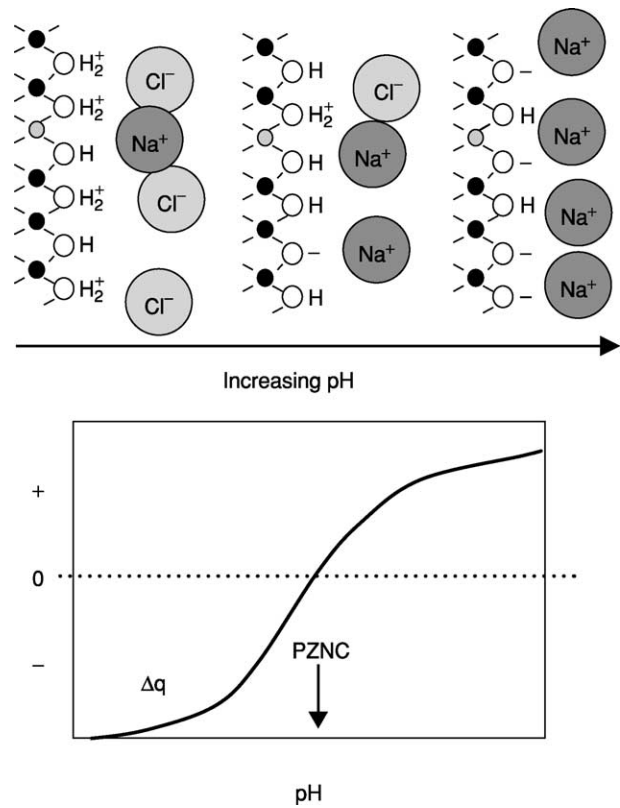 H₂⁺
H₂⁺
H
H₂⁺
H
H₂⁺
Cl⁻
Na⁺
Cl⁻
Cl⁻
H
H₂⁺
H
H
–
H
Cl⁻
Na⁺
Na⁺
–
H
–
H
–
–
Na⁺
Na⁺
Na⁺
Na⁺
Increasing pH
+
0
–
Δq
PZNC
pH